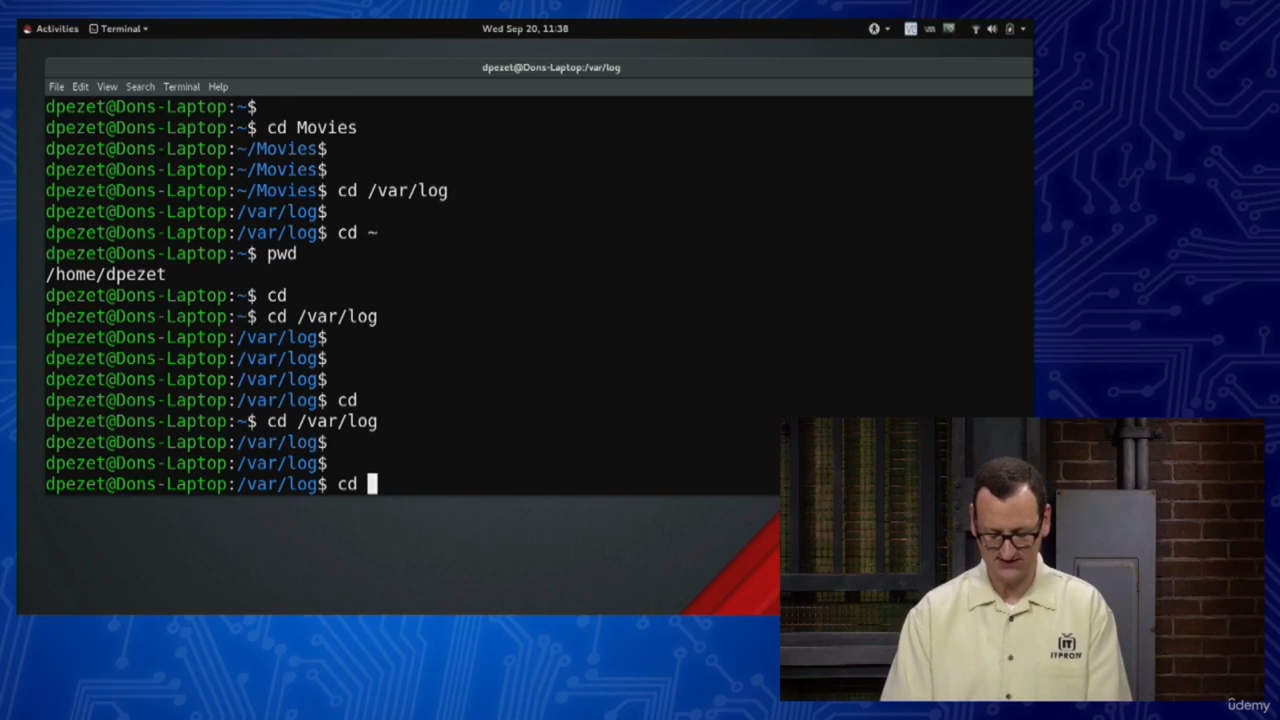 Activities Terminal Wed Sep 20, 11:38
dpezet@Dons-Laptop:/var/log
File Edit View Search Terminal Help
dpezet@Dons-Laptop:~$
dpezet@Dons-Laptop:~$ cd Movies
dpezet@Dons-Laptop:~/Movies$
dpezet@Dons-Laptop:~/Movies$
dpezet@Dons-Laptop:~/Movies$ cd /var/log
dpezet@Dons-Laptop:/var/log$
dpezet@Dons-Laptop:/var/log$ cd ~
dpezet@Dons-Laptop:~$ pwd
/home/dpezet
dpezet@Dons-Laptop:~$ cd
dpezet@Dons-Laptop:~$ cd /var/log
dpezet@Dons-Laptop:/var/log$
dpezet@Dons-Laptop:/var/log$
dpezet@Dons-Laptop:/var/log$
dpezet@Dons-Laptop:/var/log$ cd
dpezet@Dons-Laptop:~$ cd /var/log
dpezet@Dons-Laptop:/var/log$
dpezet@Dons-Laptop:/var/log$
dpezet@Dons-Laptop:/var/log$ cd
IT
ITPRO.TV
udemy